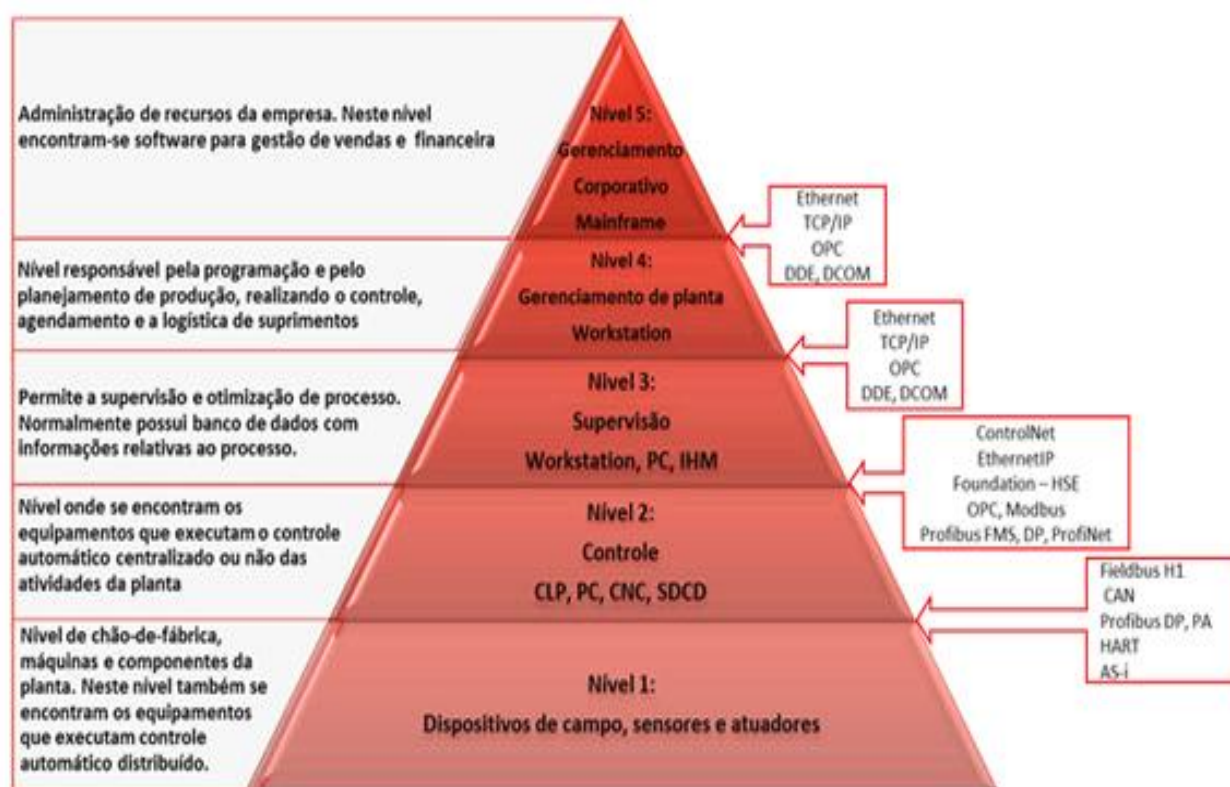 Administração de recursos da empresa. Neste nível
encontram-se software para gestão de vendas e financeira
Nível 5:
Gerenciamento
Corporativo
Mainframe
Ethernet
TCP/IP
OPC
DDE, DCOM
Nível responsável pela programação e pelo
planejamento de produção, realizando o controle,
agendamento e a logística de suprimentos
Nível 4:
Gerenciamento de planta
Workstation
Ethernet
TCP/IP
OPC
DDE, DCOM
Permite a supervisão e otimização de processo.
Normalmente possui banco de dados com
informações relativas ao processo.
Nível 3:
Supervisão
Workstation, PC, IHM
ControlNet
EthernetIP
Foundation – HSE
OPC, Modbus
Profibus FMS, DP, ProfiNet
Nível onde se encontram os
equipamentos que executam o controle
automático centralizado ou não das
atividades da planta
Nível 2:
Controle
CLP, PC, CNC, SDCD
Fieldbus H1
CAN
Profibus DP, PA
HART
AS-i
Nível de chão-de-fábrica,
máquinas e componentes da
planta. Neste nível também se
encontram os equipamentos
que executam controle
automático distribuído.
Nível 1:
Dispositivos de campo, sensores e atuadores